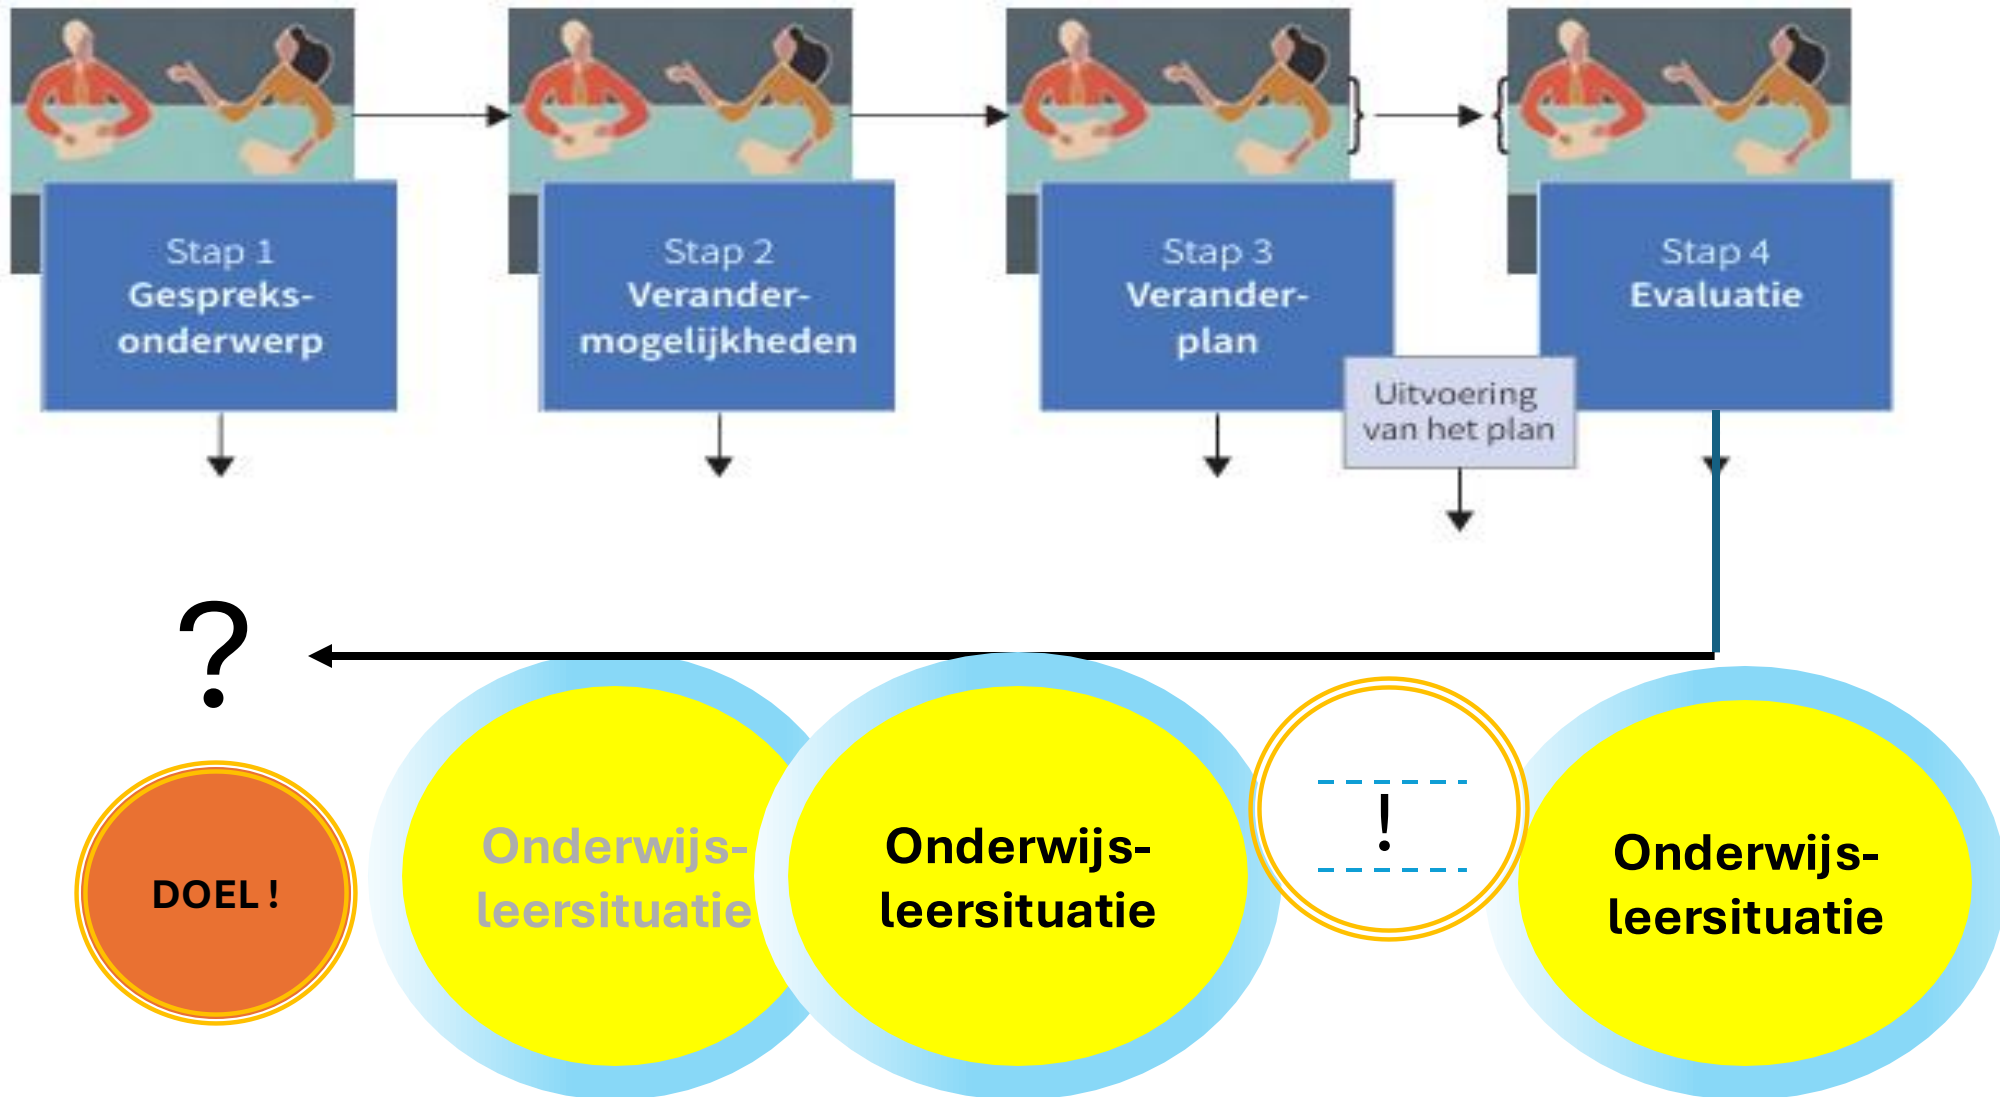 Stap 1
Gespreks-
onderwerp
Stap 2
Verander-
mogelijkheden
Stap 3
Verander-
plan
Stap 4
Evaluatie
Uitvoering
van het plan
?
DOEL !
Onderwijs-
leersituatie
Onderwijs-
leersituatie
!
Onderwijs-
leersituatie